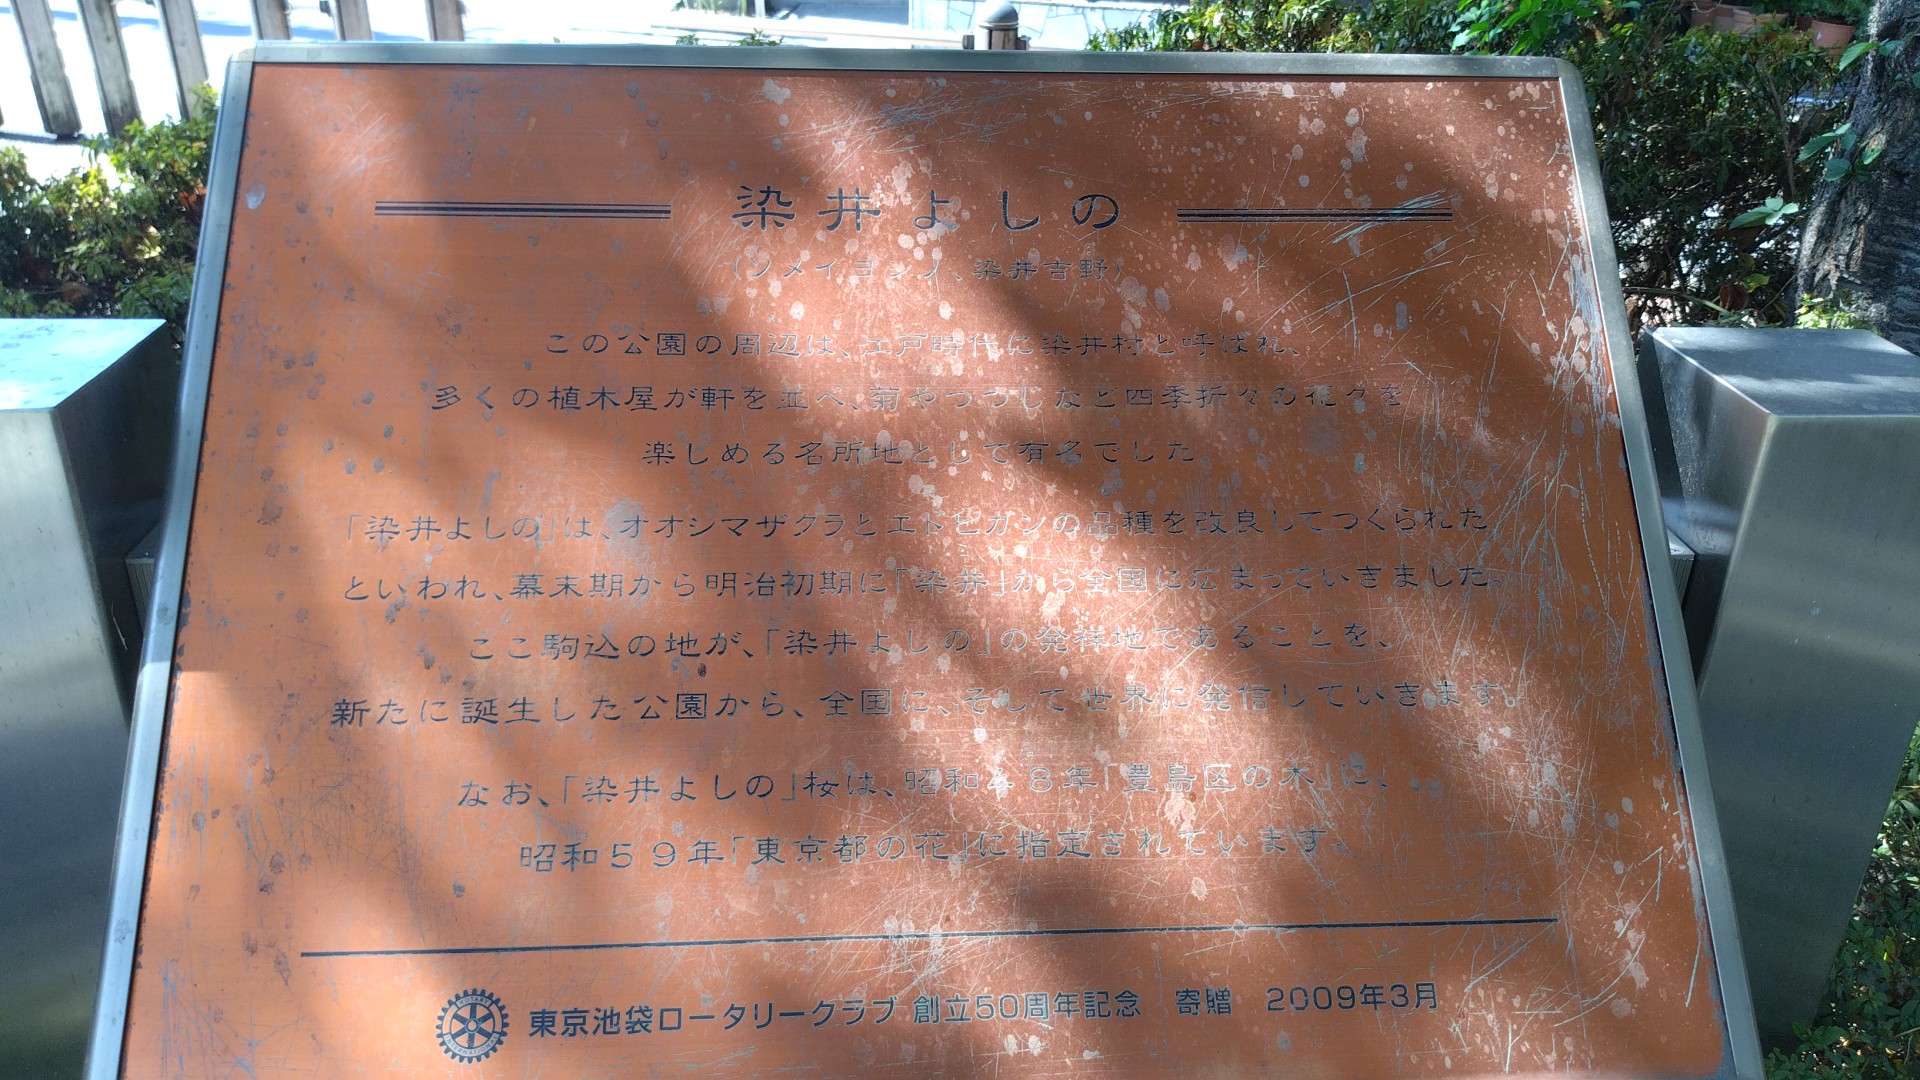 染井よしの
(ソメイヨシノ、染井吉野)
この公園の周辺は、江戸時代に染井村と呼ばれ、
多くの植木屋が軒を並べ、菊やつつじなど四季折々の花々を
楽しめる名所地として有名でした。
「染井よしの」は、オオシマザクラとエドヒガンの品種を改良してつくられた
といわれ、幕末期から明治初期に「染井」から全国に広まっていきました。
ここ駒込の地が、「染井よしの」の発祥地であることを、
新たに誕生した公園から、全国に、そして世界に発信していきます。
なお、「染井よしの」桜は、昭和48年「豊島区の木」に、
昭和59年「東京都の花」に指定されています。
ROTARY INTERNATIONAL
東京池袋ロータリークラブ 創立50周年記念 寄贈 2009年3月